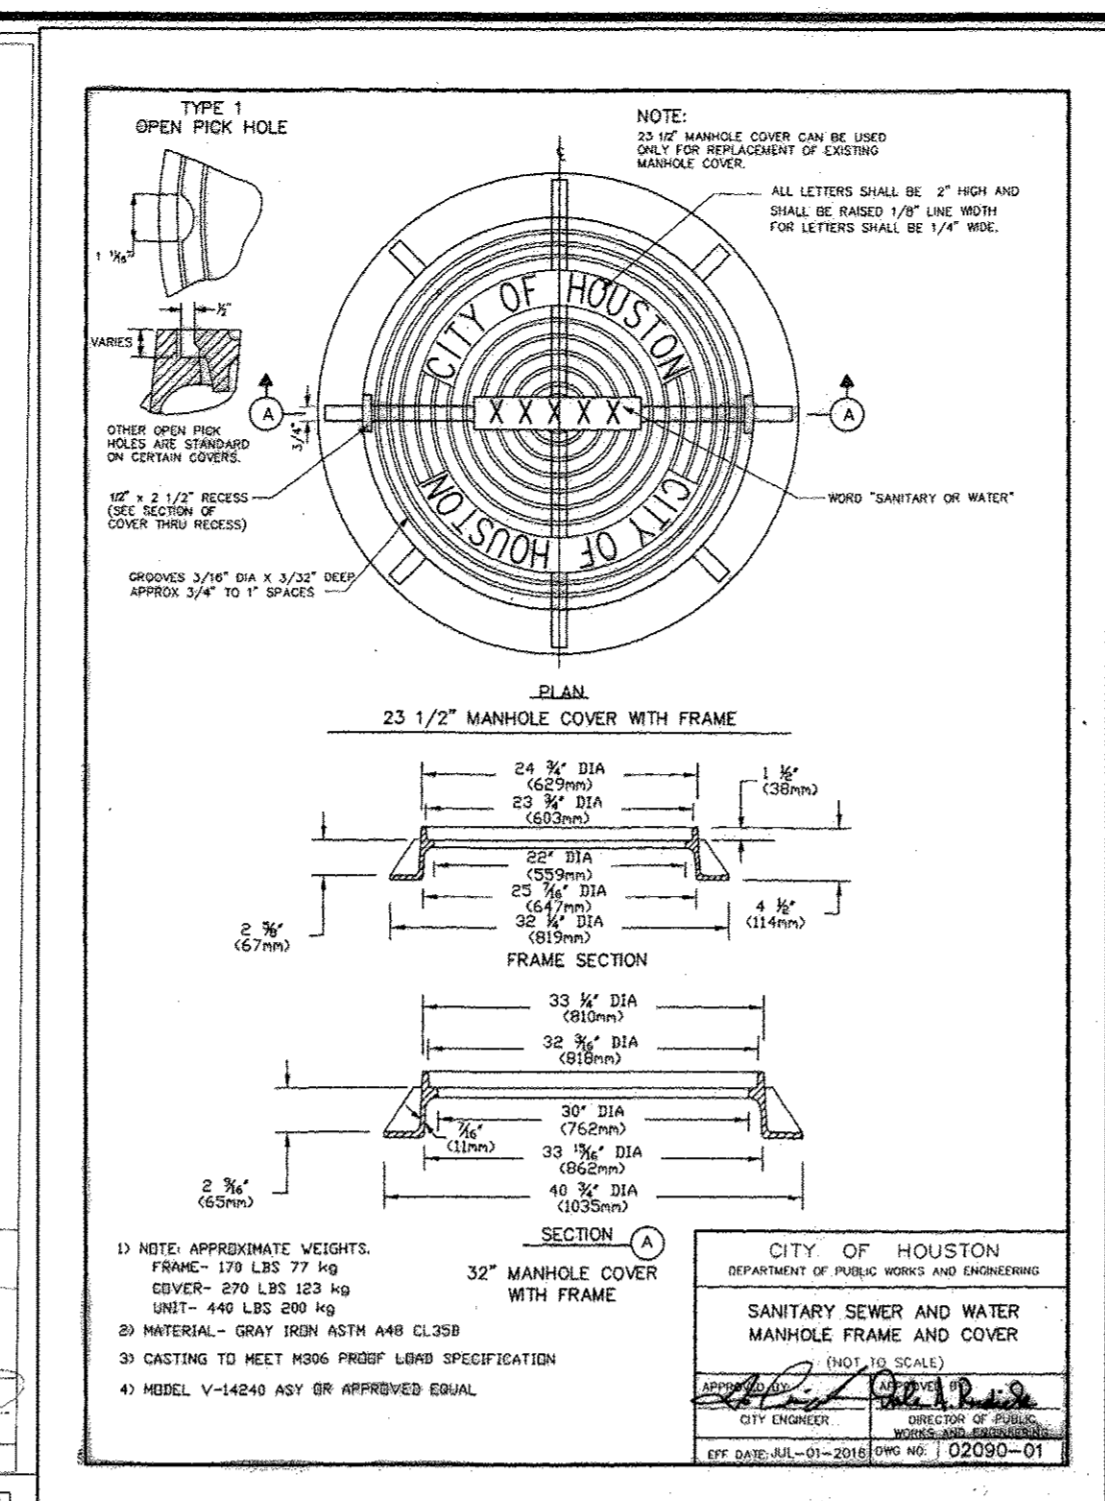 TYPE 1
OPEN PICK HOLE
NOTE:
23 1/2" MANHOLE COVER CAN BE USED
ONLY FOR REPLACEMENT OF EXISTING
MANHOLE COVER.
ALL LETTERS SHALL BE 2" HIGH AND
SHALL BE RAISED 1/8" LINE WIDTH
FOR LETTERS SHALL BE 1/4" WIDE.
1 1/16"
1/2"
VARIES
CITY OF HOUSTON
XXXXX
CITY OF HOUSTON
A
A
3/4"
OTHER OPEN PICK
HOLES ARE STANDARD
ON CERTAIN COVERS.
1/2" x 2 1/2" RECESS
(SEE SECTION OF
COVER THRU RECESS)
WORD "SANITARY OR WATER"
GROOVES 3/16" DIA X 3/32" DEEP
APPROX 3/4" TO 1" SPACES
PLAN
23 1/2" MANHOLE COVER WITH FRAME
24 3/4" DIA
(629mm)
23 3/4" DIA
(603mm)
1 1/2"
(38mm)
22" DIA
(559mm)
25 7/16" DIA
(647mm)
32 1/4" DIA
(819mm)
2 5/8"
(67mm)
4 1/2"
(114mm)
FRAME SECTION
33 1/4" DIA
(810mm)
32 3/16" DIA
(818mm)
30" DIA
(762mm)
7/16"
(11mm)
33 15/16" DIA
(862mm)
40 3/4" DIA
(1035mm)
2 9/16"
(65mm)
SECTION A
32" MANHOLE COVER
WITH FRAME
1) NOTE: APPROXIMATE WEIGHTS.
FRAME- 170 LBS 77 kg
COVER- 270 LBS 123 kg
UNIT- 440 LBS 200 kg
2) MATERIAL- GRAY IRON ASTM A48 CL35B
3) CASTING TO MEET M306 PROOF LOAD SPECIFICATION
4) MODEL V-14240 ASY OR APPROVED EQUAL
CITY OF HOUSTON
DEPARTMENT OF PUBLIC WORKS AND ENGINEERING
SANITARY SEWER AND WATER
MANHOLE FRAME AND COVER
(NOT TO SCALE)
APPROVED BY:
CITY ENGINEER
APPROVED BY:
DIRECTOR OF PUBLIC
WORKS AND ENGINEERING
EFF DATE: JUL-01-2016
DWG NO: 02090-01